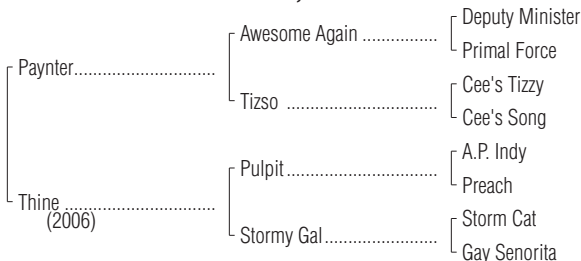 Deputy Minister
Awesome Again ................
Primal Force
Paynter..............................
Cee's Tizzy
Tizso ................................
Cee's Song
A.P. Indy
Pulpit.................................
Preach
Thine ................................
(2006)
Storm Cat
Stormy Gal........................
Gay Senorita